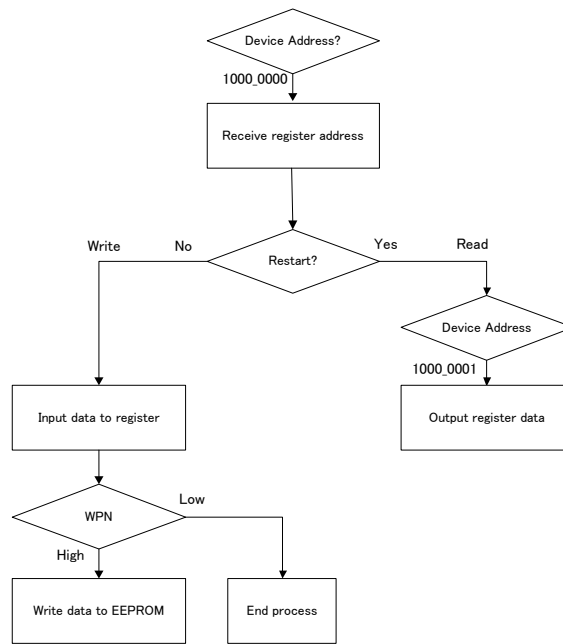 Device Address?
1000_0000
Receive register address
Write
No
Restart?
Yes
Read
Device Address
1000_0001
Input data to register
Output register data
WPN
Low
High
Write data to EEPROM
End process